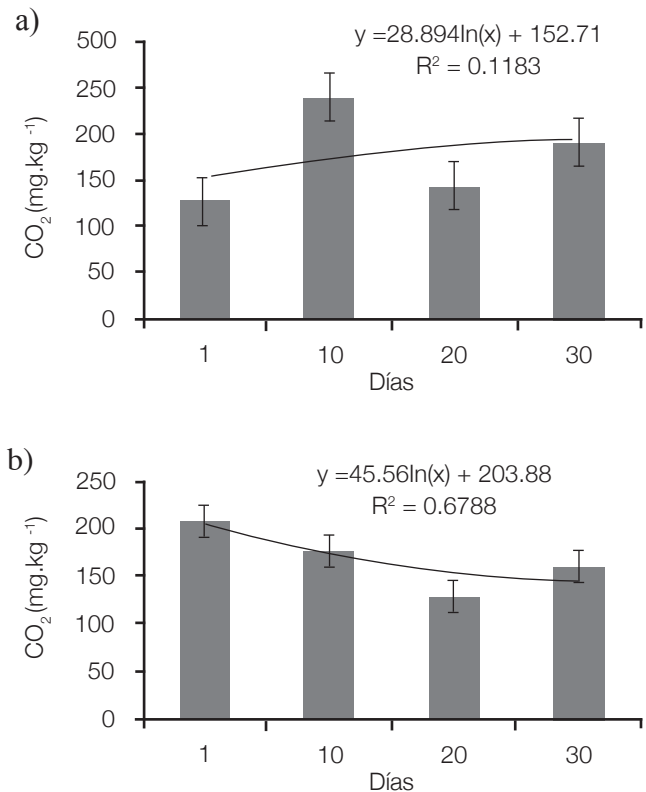 a)
y =28.894ln(x) + 152.71
R² = 0.1183
CO₂ (mg.kg ⁻¹)
500
250
200
150
100
50
0
1 10 20 30
Días
b)
y =45.56ln(x) + 203.88
R² = 0.6788
CO₂ (mg.kg ⁻¹)
250
200
150
100
50
0
1 10 20 30
Días